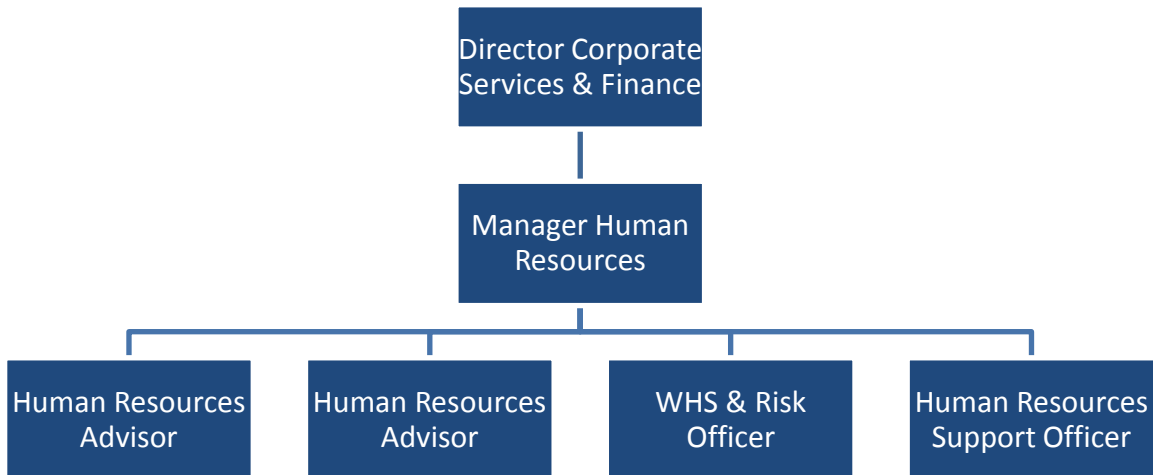 Director Corporate
Services & Finance
Manager Human
Resources
Human Resources
Advisor
Human Resources
Advisor
WHS & Risk
Officer
Human Resources
Support Officer